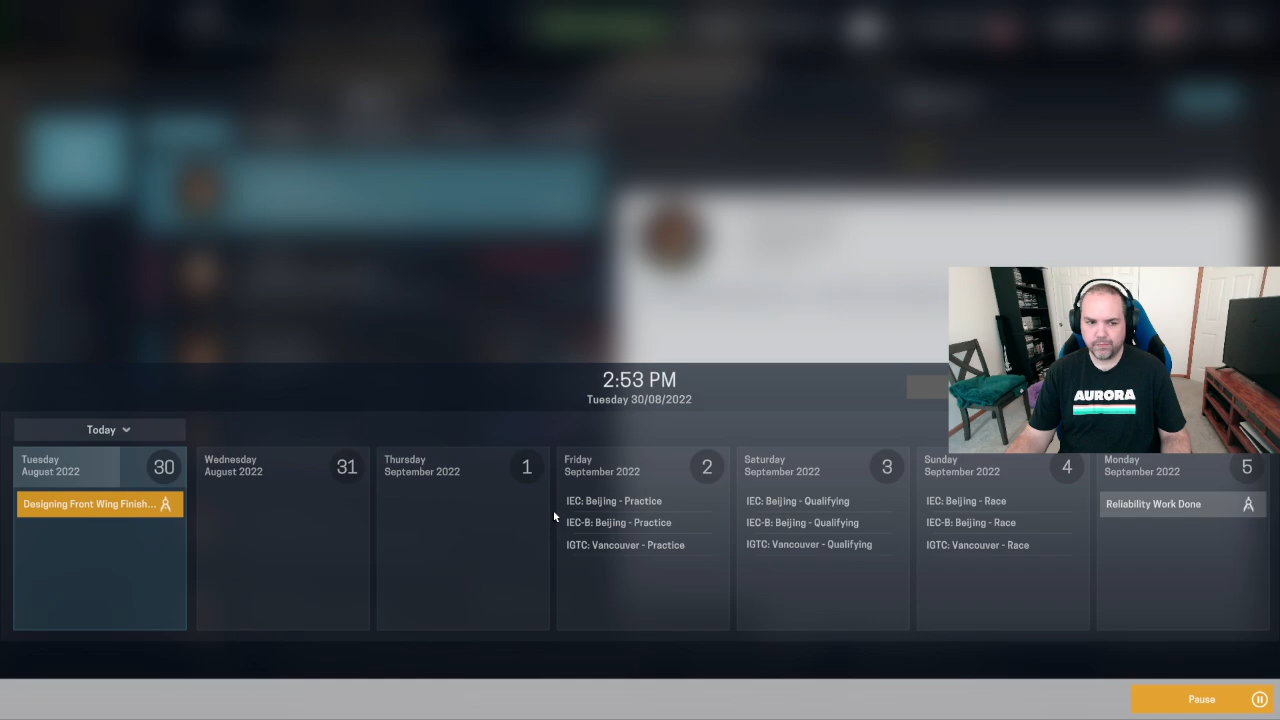 AURORA
2:53 PM
Tuesday 30/08/2022
Today
Tuesday
August 2022
30
Designing Front Wing Finish...
Wednesday
August 2022
31
Thursday
September 2022
1
Friday
September 2022
2
IEC: Beijing - Practice
IEC-B: Beijing - Practice
IGTC: Vancouver - Practice
Saturday
September 2022
3
IEC: Beijing - Qualifying
IEC-B: Beijing - Qualifying
IGTC: Vancouver - Qualifying
Sunday
September 2022
4
IEC: Beijing - Race
IEC-B: Beijing - Race
IGTC: Vancouver - Race
Monday
September 2022
5
Reliability Work Done
Pause